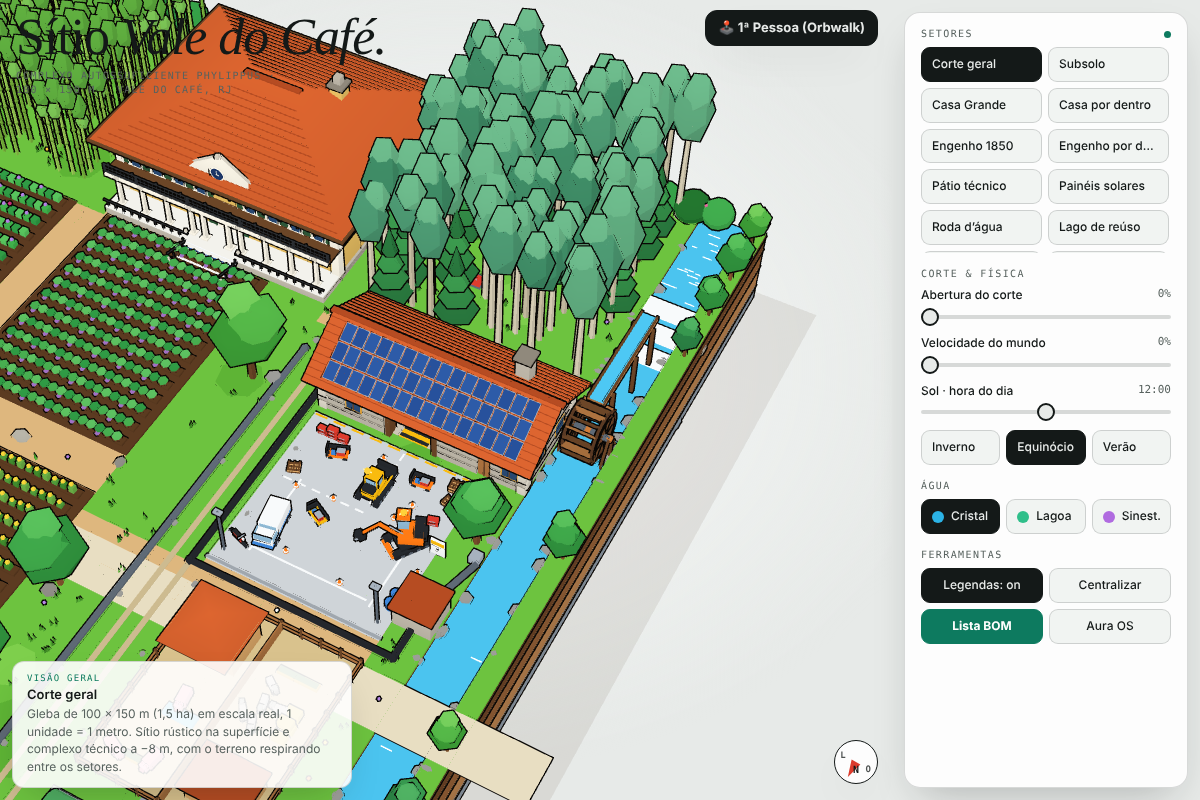 Sítio Vale do Café.
VALE DO CAFÉ, RJ
1ª Pessoa (Orbwalk)
SETORES
Corte geral
Subsolo
Casa Grande
Casa por dentro
Engenho 1850
Engenho por d...
Pátio técnico
Painéis solares
Roda d'água
Lago de reúso
CORTE & FÍSICA
Abertura do corte 0%
Velocidade do mundo 0%
Sol · hora do dia 12:00
Inverno
Equinócio
Verão
ÁGUA
Cristal
Lagoa
Sinest.
FERRAMENTAS
Legendas: on
Centralizar
Lista BOM
Aura OS
VISÃO GERAL
Corte geral
Gleba de 100 × 150 m (1,5 ha) em escala real, 1
unidade = 1 metro. Sítio rústico na superfície e
complexo técnico a −8 m, com o terreno respirando
entre os setores.
L
N
O